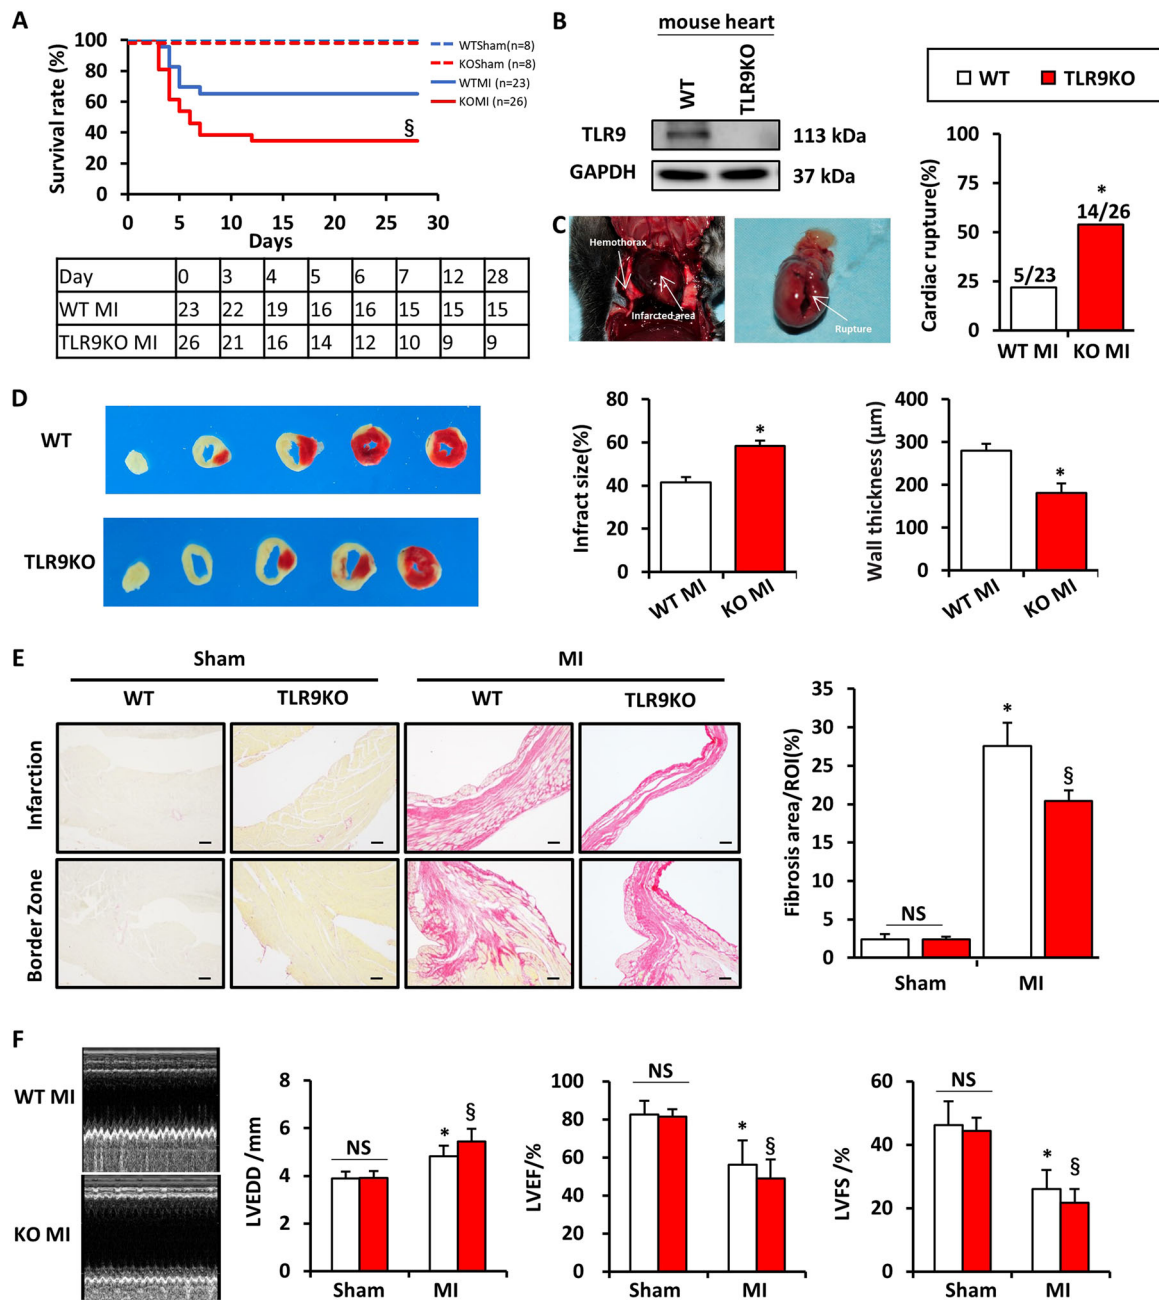 A
Survival rate (%)
100
80
60
40
20
0
0 5 10 15 20 25 30
Days
WTSham(n=8)
KOSham (n=8)
WTMI (n=23)
KOMI (n=26)
§
Day 0 3 4 5 6 7 12 28
WT MI 23 22 19 16 16 15 15 15
TLR9KO MI 26 21 16 14 12 10 9 9
B
mouse heart
WT TLR9KO
TLR9 113 kDa
GAPDH 37 kDa
C
Hemothorax
Infarcted area
Rupture
WT TLR9KO
Cardiac rupture(%)
100
75
50
25
0
5/23
*
14/26
WT MI KO MI
D
WT
TLR9KO
Infract size(%)
80
60
40
20
0
*
WT MI KO MI
Wall thickness (μm)
400
300
200
100
0
*
WT MI KO MI
E
Sham MI
WT TLR9KO WT TLR9KO
Infarction
Border Zone
Fibrosis area/ROI(%)
35
30
25
20
15
10
5
0
NS
*
§
Sham MI
F
WT MI
KO MI
LVEDD /mm
8
6
4
2
0
NS
*
§
Sham MI
LVEF/%
100
80
60
40
20
0
NS
*
§
Sham MI
LVFS /%
60
40
20
0
NS
*
§
Sham MI